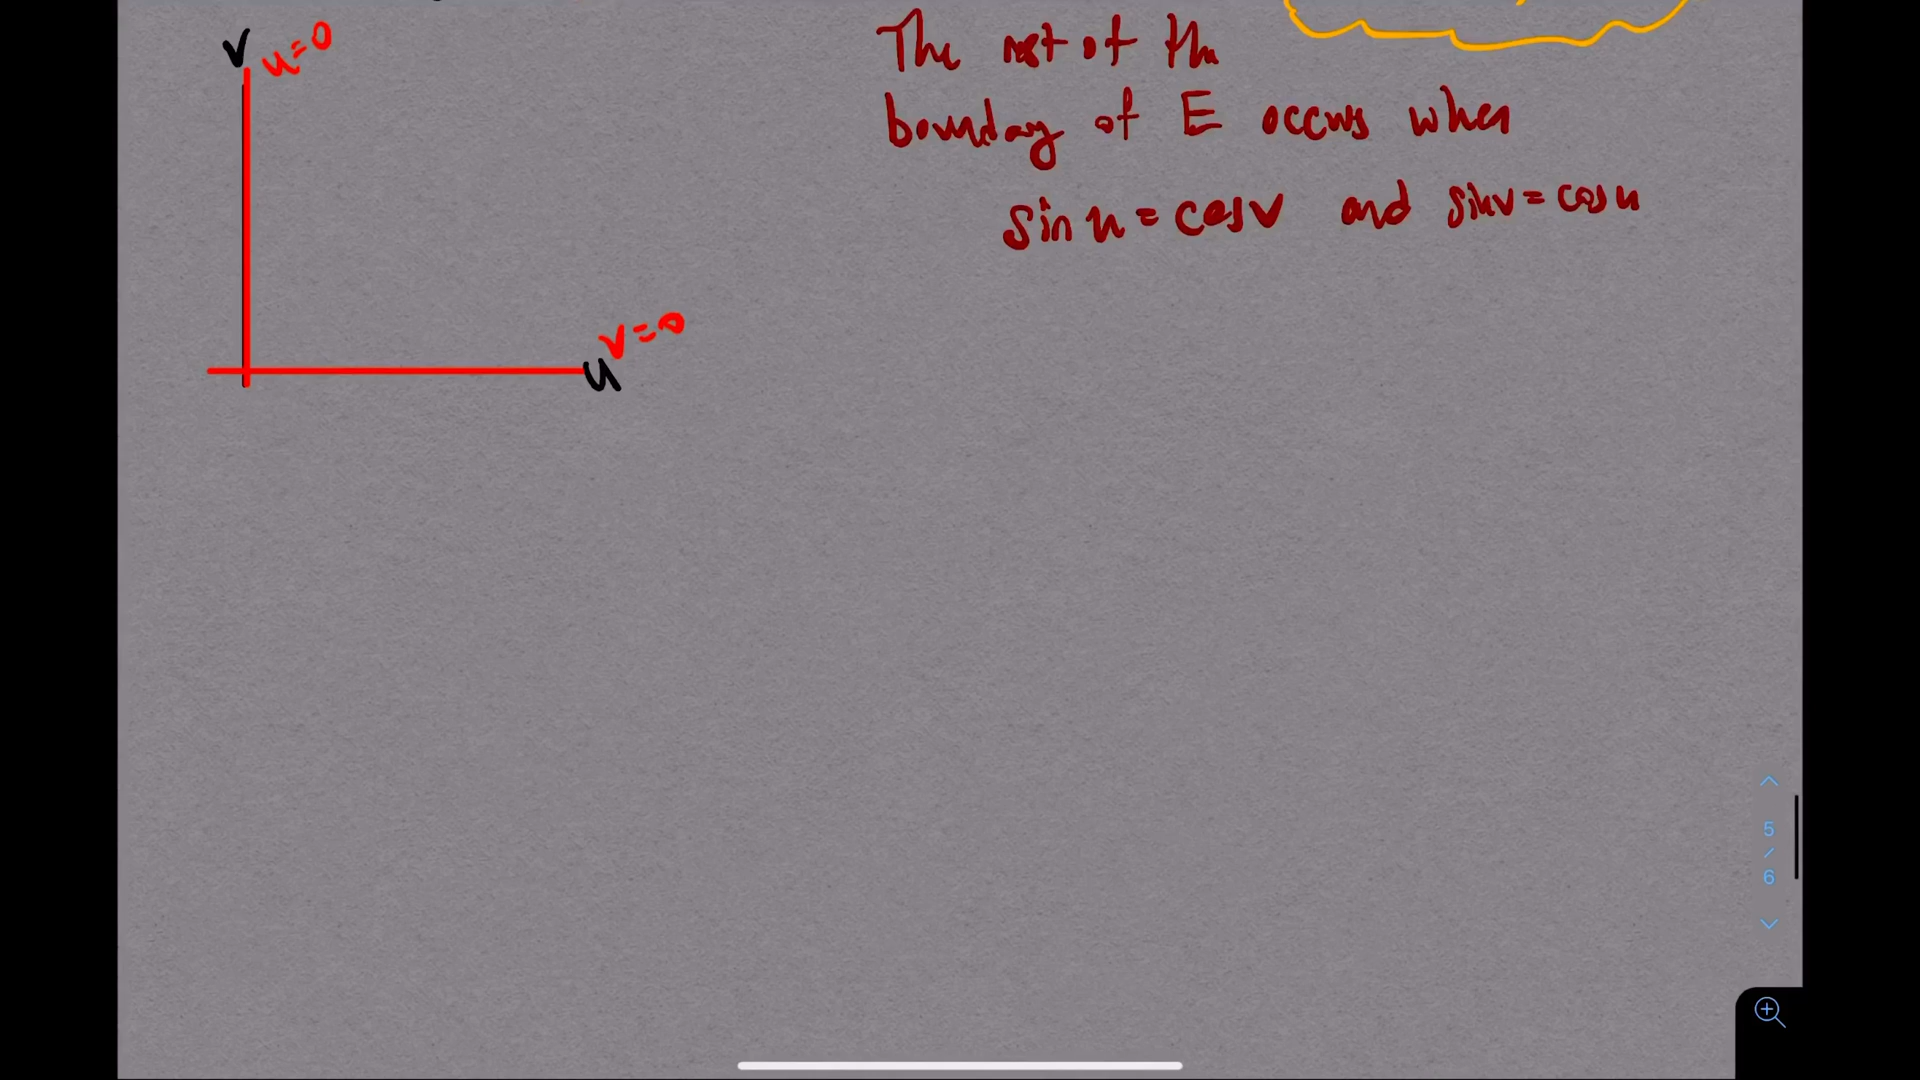 v
u=0
v=0
u
The rest of the
boundary of E occurs when
sin u = cos v and sin v = cos u
5
/
6